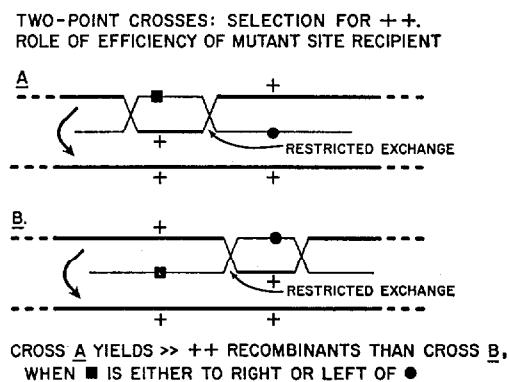 TWO-POINT CROSSES: SELECTION FOR ++.
ROLE OF EFFICIENCY OF MUTANT SITE RECIPIENT
A
+
+
RESTRICTED EXCHANGE
+ +
B.
+
+
RESTRICTED EXCHANGE
+ +
CROSS A YIELDS >> ++ RECOMBINANTS THAN CROSS B,
WHEN ■ IS EITHER TO RIGHT OR LEFT OF ●